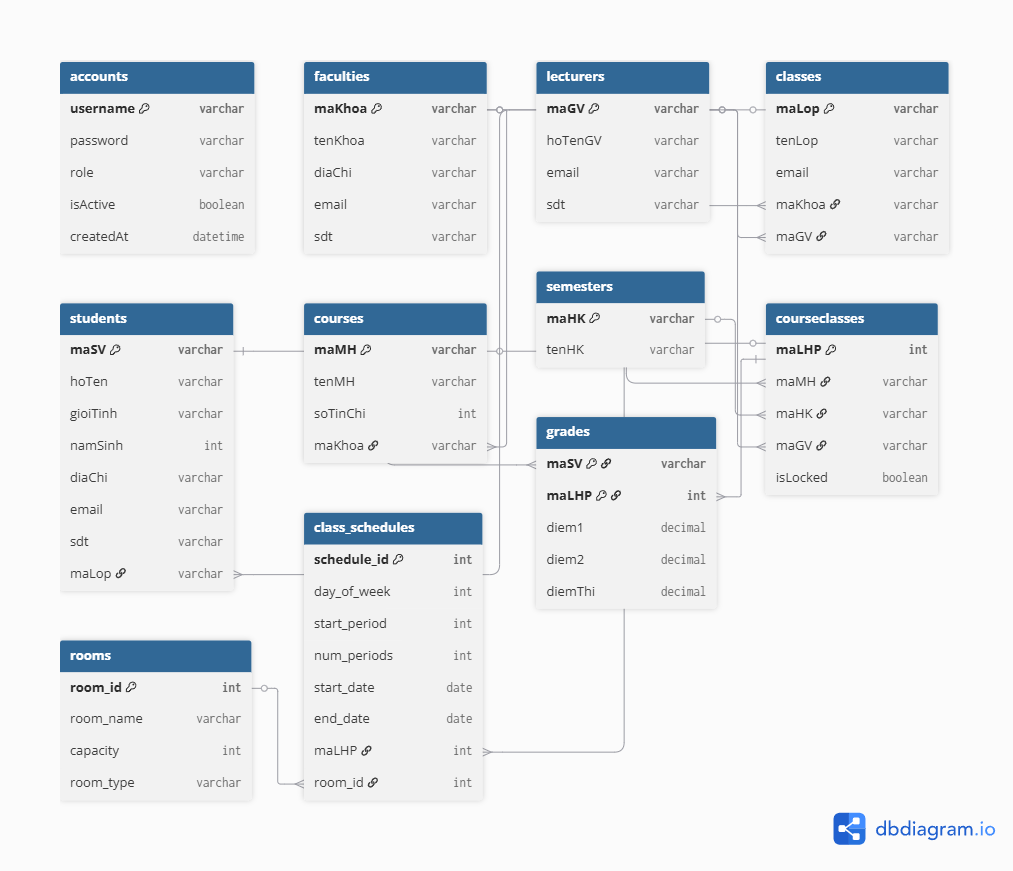 accounts
username varchar
password varchar
role varchar
isActive boolean
createdAt datetime
faculties
maKhoa varchar
tenKhoa varchar
diaChi varchar
email varchar
sdt varchar
lecturers
maGV varchar
hoTenGV varchar
email varchar
sdt varchar
classes
maLop varchar
tenLop varchar
email varchar
maKhoa varchar
maGV varchar
students
maSV varchar
hoTen varchar
gioiTinh varchar
namSinh int
diaChi varchar
email varchar
sdt varchar
maLop varchar
courses
maMH varchar
tenMH varchar
soTinChi int
maKhoa varchar
semesters
maHK varchar
tenHK varchar
courseclasses
maLHP int
maMH varchar
maHK varchar
maGV varchar
isLocked boolean
grades
maSV varchar
maLHP int
diem1 decimal
diem2 decimal
diemThi decimal
class_schedules
schedule_id int
day_of_week int
start_period int
num_periods int
start_date date
end_date date
maLHP int
room_id int
rooms
room_id int
room_name varchar
capacity int
room_type varchar
dbdiagram.io